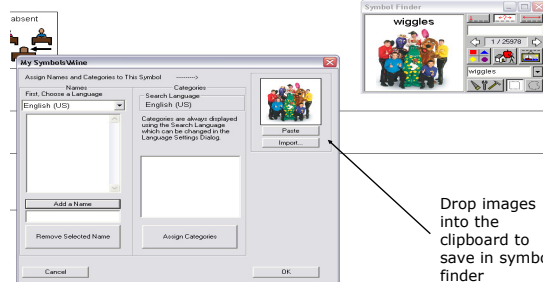 absent
Symbol Finder
wiggles
1 / 25978
wiggles
My Symbols\Mine
Assign Names and Categories to This Symbol --------->
Names
First, Choose a Language
English (US)
Add a Name
Remove Selected Name
Cancel
Categories
Search Language
English (US)
Categories are always displayed
using the Search Language
which can be changed in the
Language Settings Dialog.
Assign Categories
Paste
Import...
OK
Drop images
into the
clipboard to
save in symbo
finder